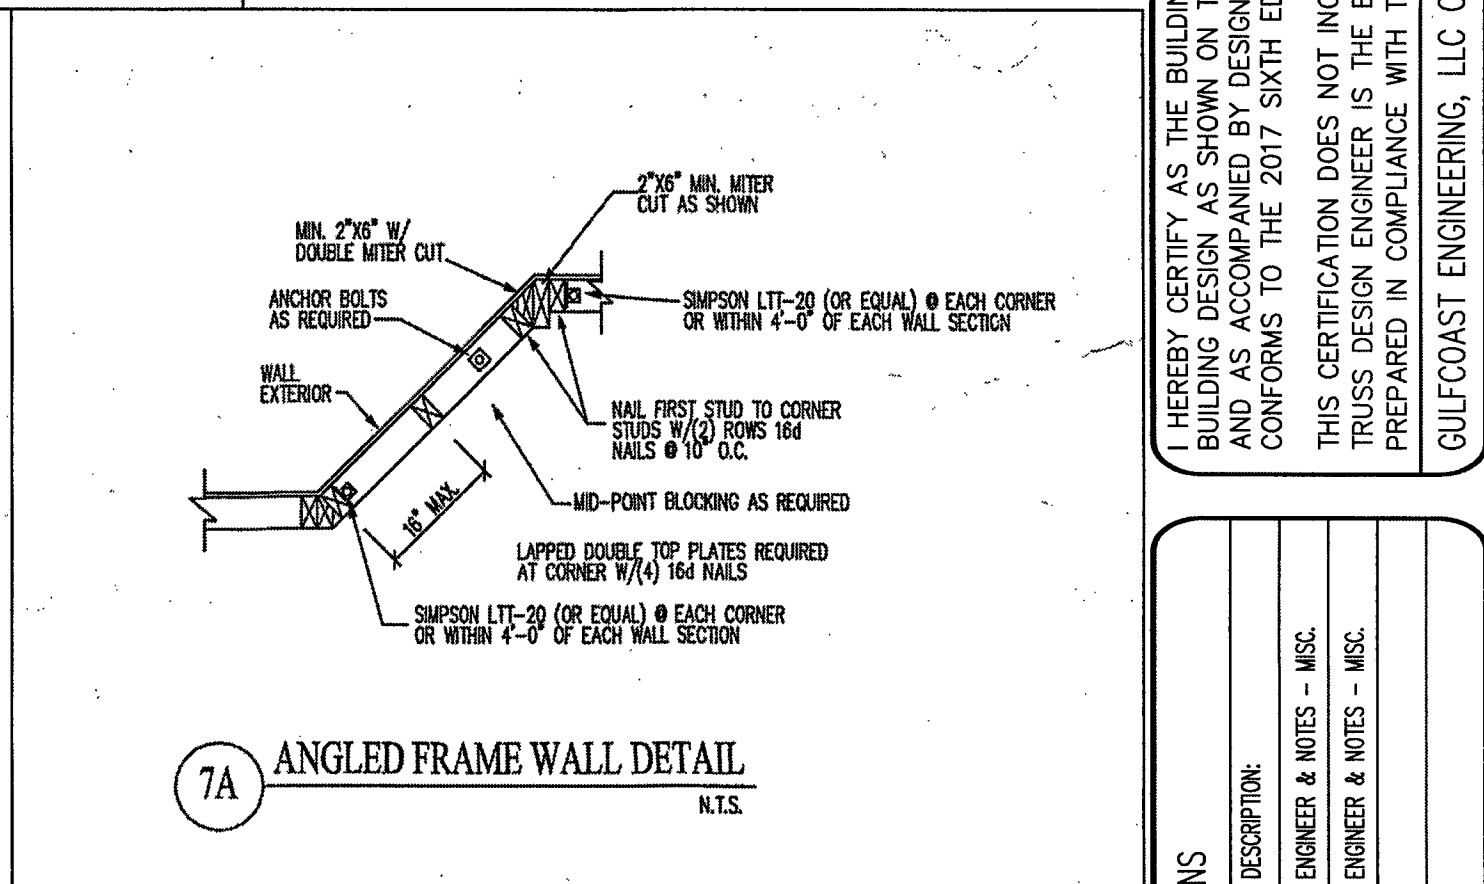 2"X6" MIN. MITER
CUT AS SHOWN
MIN. 2"X6" W/
DOUBLE MITER CUT
ANCHOR BOLTS
AS REQUIRED
SIMPSON LTT-20 (OR EQUAL) @ EACH CORNER
OR WITHIN 4'-0" OF EACH WALL SECTION
WALL
EXTERIOR
NAIL FIRST STUD TO CORNER
STUDS W/(2) ROWS 16d
NAILS @ 10" O.C.
16" MAX.
MID-POINT BLOCKING AS REQUIRED
LAPPED DOUBLE TOP PLATES REQUIRED
AT CORNER W/(4) 16d NAILS
SIMPSON LTT-20 (OR EQUAL) @ EACH CORNER
OR WITHIN 4'-0" OF EACH WALL SECTION
7A
ANGLED FRAME WALL DETAIL
N.T.S.
I HEREBY CERTIFY AS THE BUILDIN
BUILDING DESIGN AS SHOWN ON T
AND AS ACCOMPANIED BY DESIGN
CONFORMS TO THE 2017 SIXTH ED
THIS CERTIFICATION DOES NOT INC
TRUSS DESIGN ENGINEER IS THE
PREPARED IN COMPLIANCE WITH T
GULFCOAST ENGINEERING, LLC
NS
DESCRIPTION:
ENGINEER & NOTES - MISC.
ENGINEER & NOTES - MISC.